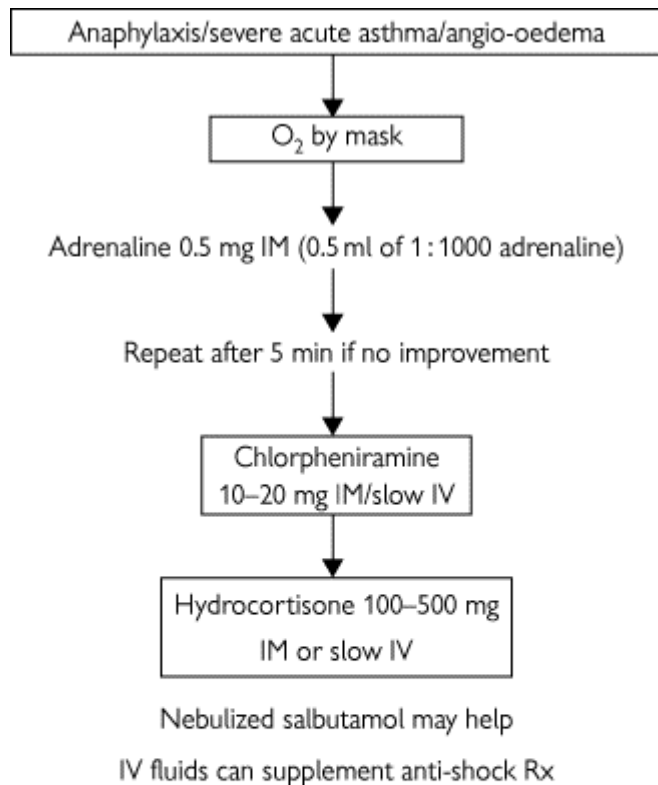 Anaphylaxis/severe acute asthma/angio-oedema
O₂ by mask
Adrenaline 0.5 mg IM (0.5 ml of 1:1000 adrenaline)
Repeat after 5 min if no improvement
Chlorpheniramine
10–20 mg IM/slow IV
Hydrocortisone 100–500 mg
IM or slow IV
Nebulized salbutamol may help
IV fluids can supplement anti-shock Rx